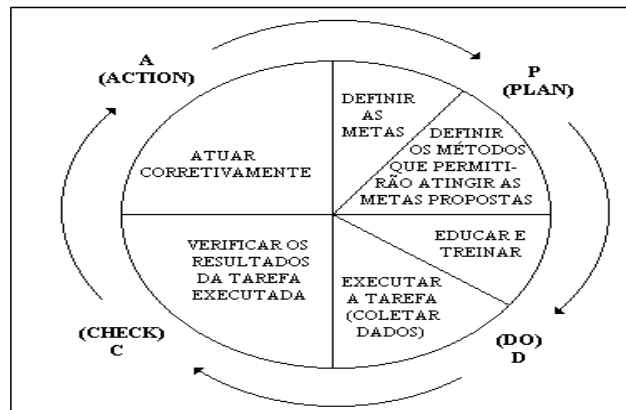 A
(ACTION)
P
(PLAN)
DEFINIR
AS
METAS
DEFINIR
OS MÉTODOS
QUE PERMITI-
RÃO ATINGIR AS
METAS PROPOSTAS
ATUAR
CORRETIVAMENTE
VERIFICAR OS
RESULTADOS
DA TAREFA
EXECUTADA
EDUCAR E
TREINAR
EXECUTAR
A TAREFA
(COLETAR
DADOS)
(CHECK)
C
(DO)
D